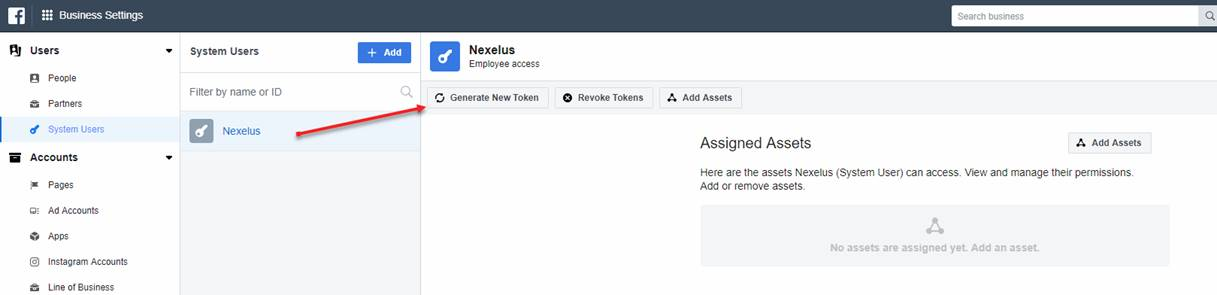 Business Settings
Search business
Users
People
Partners
System Users
Accounts
Pages
Ad Accounts
Apps
Instagram Accounts
Line of Business
System Users
+ Add
Filter by name or ID
Nexelus
Nexelus
Employee access
Generate New Token
Revoke Tokens
Add Assets
Assigned Assets
Add Assets
Here are the assets Nexelus (System User) can access. View and manage their permissions.
Add or remove assets.
No assets are assigned yet. Add an asset.